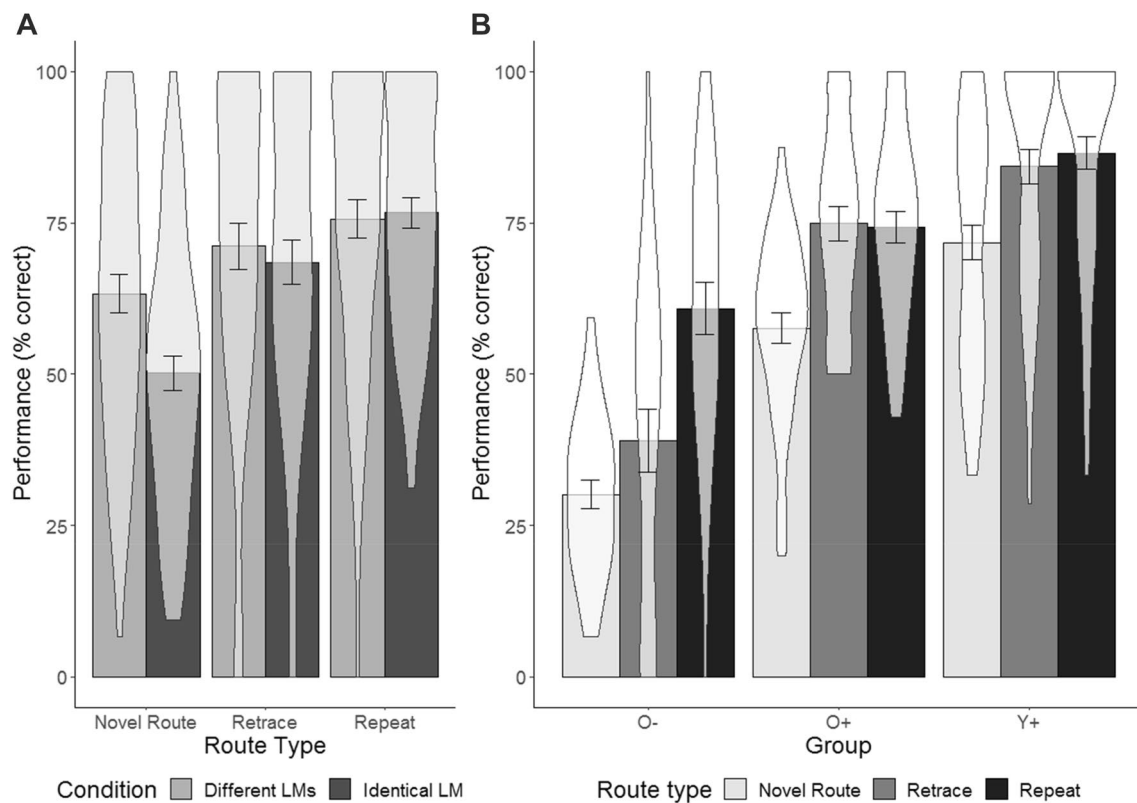 A
Performance (% correct)
100
75
50
25
0
Novel Route Retrace Repeat
Route Type
Condition Different LMs Identical LM
B
Performance (% correct)
100
75
50
25
0
O- O+ Y+
Group
Route type Novel Route Retrace Repeat